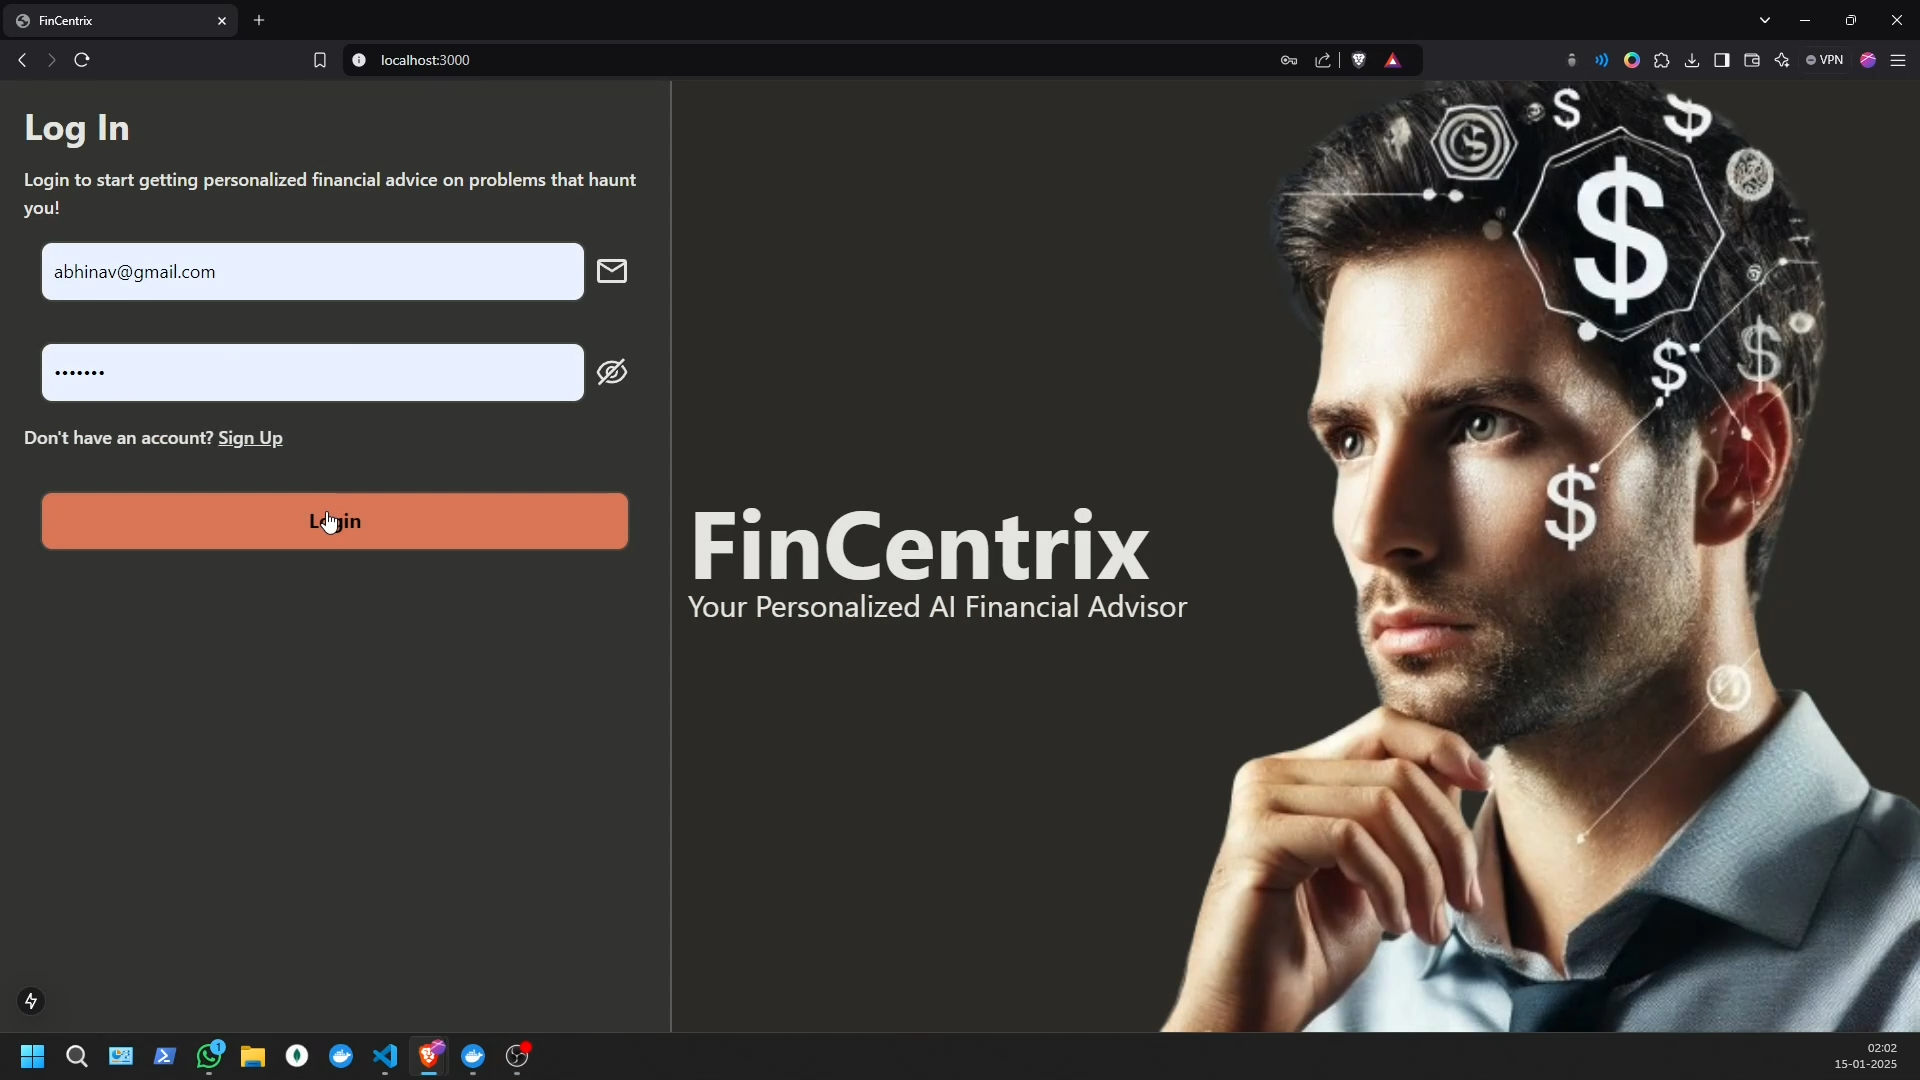 FinCentrix
localhost:3000
VPN
Log In
Login to start getting personalized financial advice on problems that haunt
you!
abhinav@gmail.com
•••••••
Don't have an account? Sign Up
Login
FinCentrix
Your Personalized AI Financial Advisor
1
02:02
15-01-2025